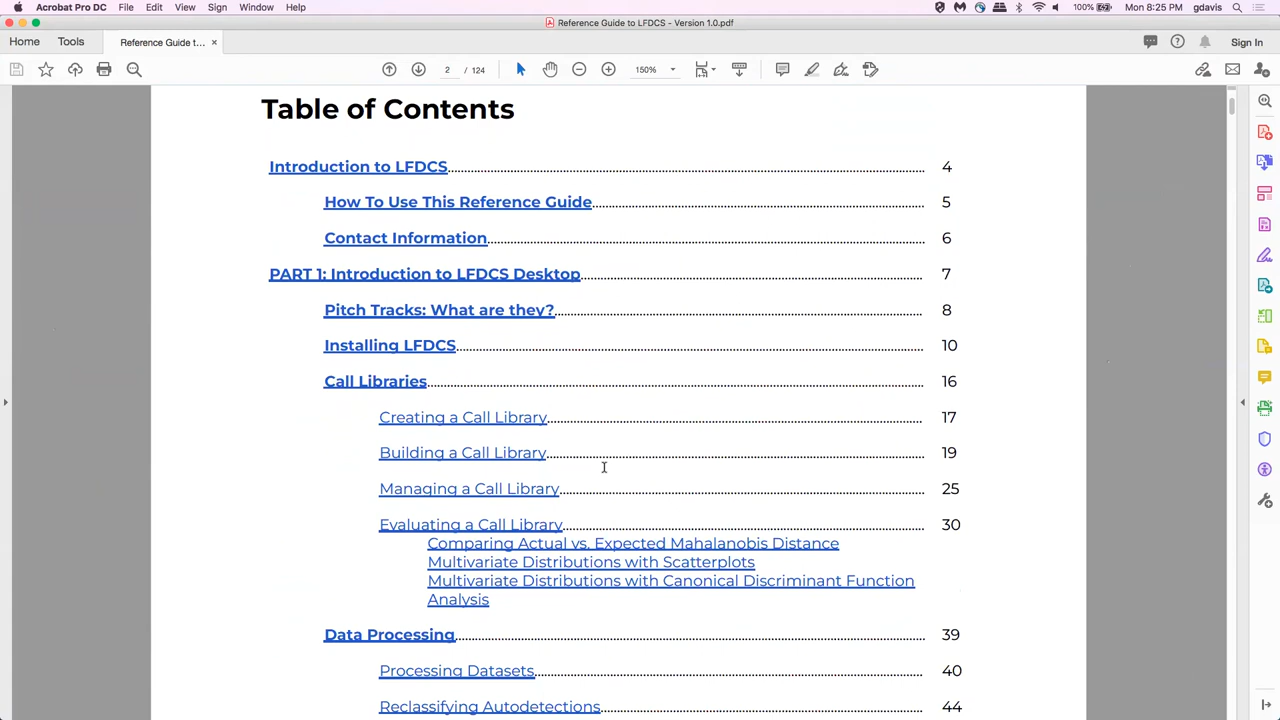 Acrobat Pro DC File Edit View Sign Window Help 100% Mon 8:25 PM gdavis
Reference Guide to LFDCS - Version 1.0.pdf
Home Tools Reference Guide t... × Sign In
2 / 124 150%
Table of Contents
Introduction to LFDCS 4
How To Use This Reference Guide 5
Contact Information 6
PART 1: Introduction to LFDCS Desktop 7
Pitch Tracks: What are they? 8
Installing LFDCS 10
Call Libraries 16
Creating a Call Library 17
Building a Call Library 19
Managing a Call Library 25
Evaluating a Call Library 30
Comparing Actual vs. Expected Mahalanobis Distance
Multivariate Distributions with Scatterplots
Multivariate Distributions with Canonical Discriminant Function
Analysis
Data Processing 39
Processing Datasets 40
Reclassifying Autodetections 44